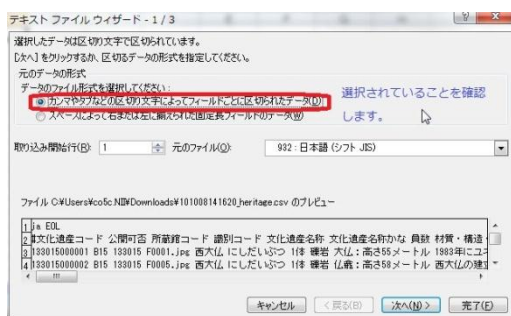 テキスト ファイル ウィザード - 1 / 3
選択したデータは区切り文字で区切られています。
[次へ] をクリックするか、区切るデータの形式を指定してください。
元のデータの形式
データのファイル形式を選択してください:
カンマやタブなどの区切り文字によってフィールドごとに区切られたデータ(D)
選択されていることを確認
スペースによって右または左に揃えられた固定長フィールドのデータ(W)
します。
取り込み開始行(R): 1 元のファイル(O): 932 : 日本語 (シフト JIS)
ファイル C:¥Users¥co5c.NII¥Downloads¥101008141620_heritage.csv のプレビュー
1 ja EOL
2 #文化遺産コード 公開可否 所蔵館コード 識別コード 文化遺産名称 文化遺産名称かな 員数 材質・構造
3 133015000001 B15 133015 F0001.jpg 西大仏 にしだいぶつ 1体 礫岩 大仏:高さ55メートル 1983年にユネ
4 133015000002 B15 133015 F0005.jpg 西大仏 にしだいぶつ 1体 礫岩 仏龕:高さ58メートル 西大仏の建
キャンセル < 戻る(B) 次へ(N) > 完了(F)